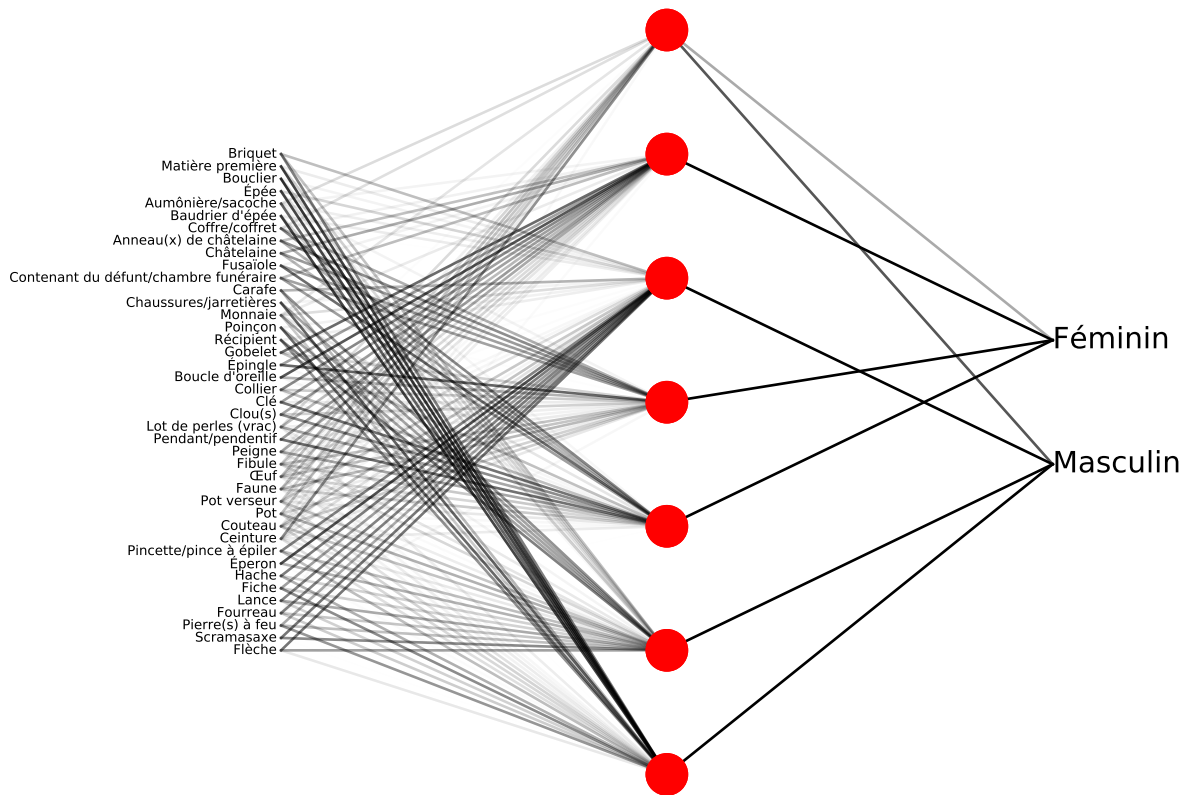 Briquet
Matière première
Bouclier
Épée
Aumônière/sacoche
Baudrier d'épée
Coffre/coffret
Anneau(x) de châtelaine
Châtelaine
Fusaïole
Contenant du défunt/chambre funéraire
Carafe
Chaussures/jarretières
Monnaie
Poinçon
Récipient
Gobelet
Épingle
Boucle d'oreille
Collier
Clé
Clou(s)
Lot de perles (vrac)
Pendant/pendentif
Peigne
Fibule
Œuf
Faune
Pot verseur
Pot
Couteau
Ceinture
Pincette/pince à épiler
Éperon
Hache
Fiche
Lance
Fourreau
Pierre(s) à feu
Scramasaxe
Flèche
Féminin
Masculin